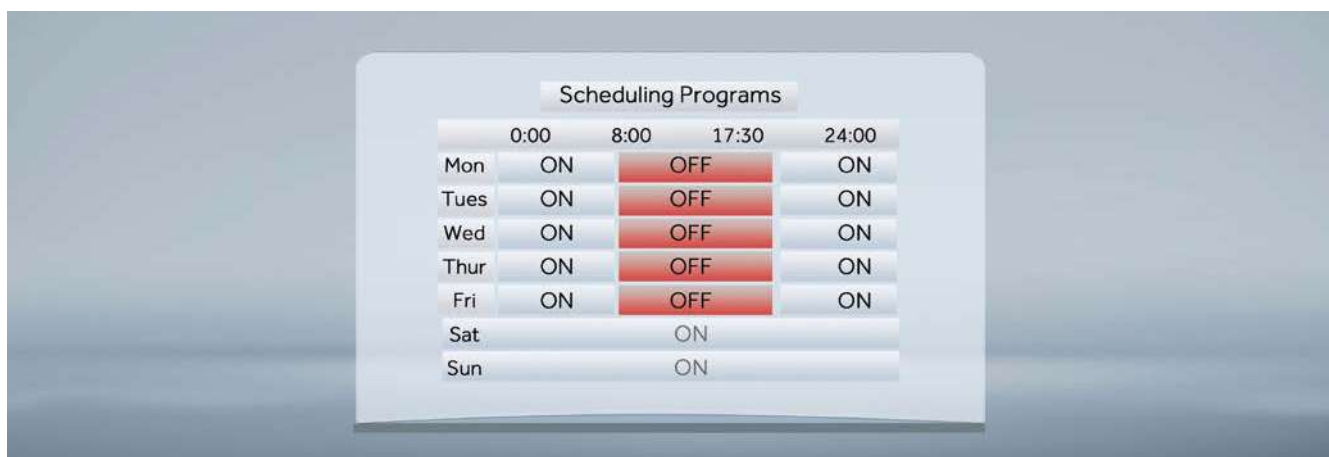 Scheduling Programs
0:00 8:00 17:30 24:00
Mon ON OFF ON
Tues ON OFF ON
Wed ON OFF ON
Thur ON OFF ON
Fri ON OFF ON
Sat ON
Sun ON